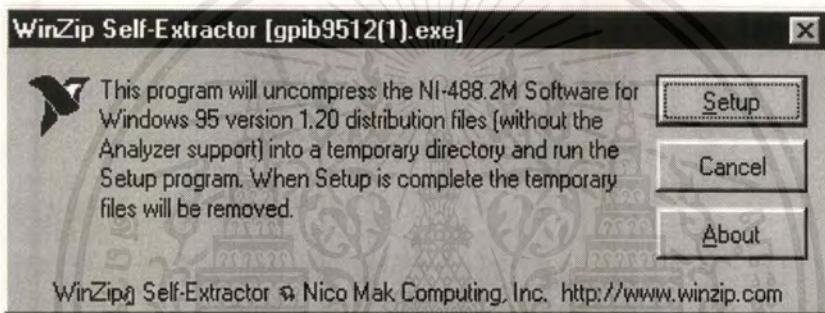 WinZip Self-Extractor [gpib9512(1).exe]
This program will uncompress the NI-488.2M Software for
Windows 95 version 1.20 distribution files (without the
Analyzer support) into a temporary directory and run the
Setup program. When Setup is complete the temporary
files will be removed.
Setup
Cancel
About
WinZip Self-Extractor Nico Mak Computing, Inc. http://www.winzip.com